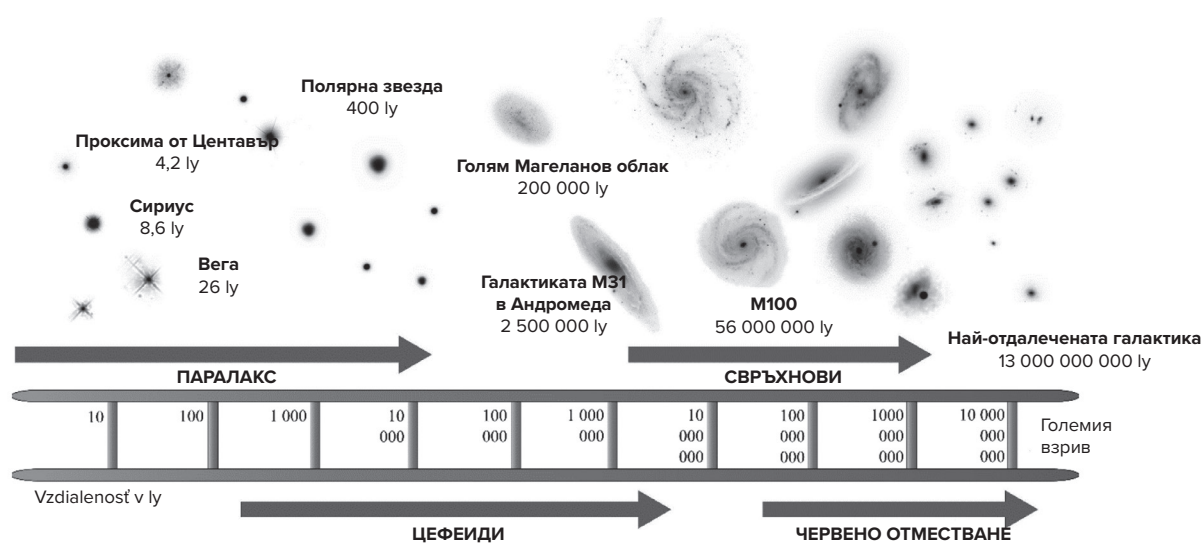 Полярна звезда
400 ly
Проксима от Центавър
4,2 ly
Голям Магеланов облак
200 000 ly
Сириус
8,6 ly
Вега
26 ly
Галактиката М31
в Андромеда
2 500 000 ly
М100
56 000 000 ly
Най-отдалечената галактика
13 000 000 000 ly
ПАРАЛАКС
СВРЪХНОВИ
10
100
1 000
10
000
100
000
1 000
000
10
000
000
100
000
000
1000
000
000
10 000
000
000
Големия
взрив
Vzdialenosť v ly
ЦЕФЕИДИ
ЧЕРВЕНО ОТМЕСТВАНЕ